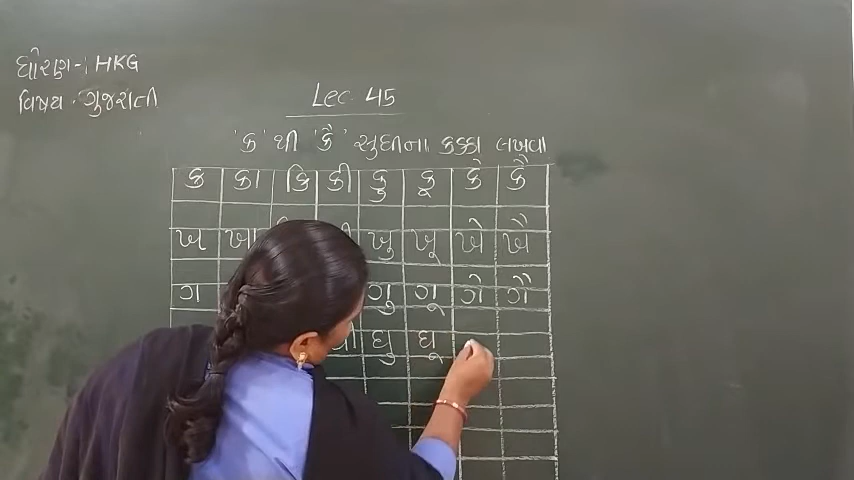 ધોરણ -: HKG
વિષય - ગુજરાતી
Lec. 45
'ક' થી 'કૈ' સુધીના કક્કા લખવા
ક કા કિ કી કુ કૂ કે કૈ
ખ ખા ખુ ખૂ ખે ખૈ
ગ ગુ ગૂ ગે ગૈ
ઘુ ઘૂ